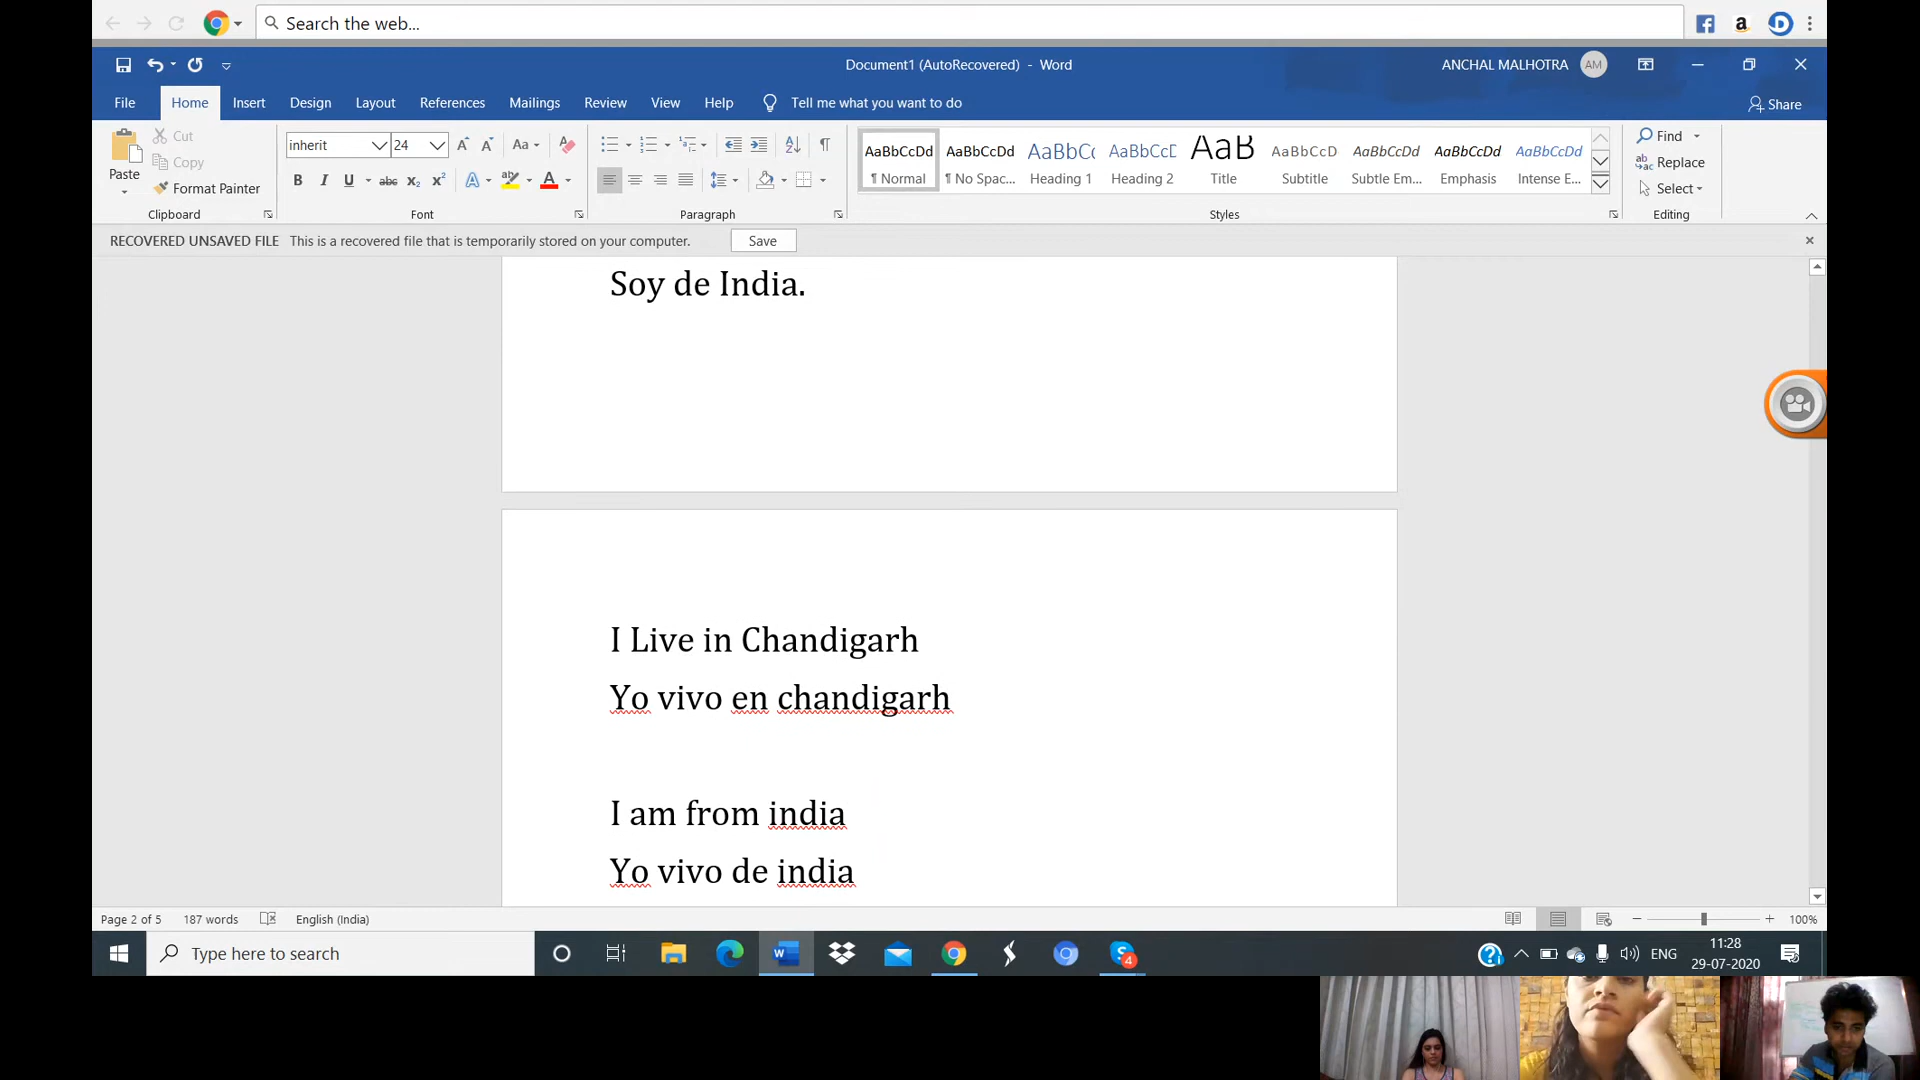 Search the web...
Document1 (AutoRecovered) - Word
ANCHAL MALHOTRA AM
File Home Insert Design Layout References Mailings Review View Help Tell me what you want to do
Share
Paste
Cut
Copy
Format Painter
Clipboard
inherit 24
Aa
B I U abc x₂ x² A ab A
Font
Paragraph
AaBbCcDd AaBbCcDd AaBbCc AaBbCcD AaB AaBbCcD AaBbCcDd AaBbCcDd AaBbCcDd
¶ Normal ¶ No Spac... Heading 1 Heading 2 Title Subtitle Subtle Em... Emphasis Intense E...
Styles
Find
Replace
Select
Editing
RECOVERED UNSAVED FILE This is a recovered file that is temporarily stored on your computer. Save
Soy de India.
I Live in Chandigarh
Yo vivo en chandigarh
I am from india
Yo vivo de india
Page 2 of 5 187 words English (India) 100%
Type here to search
4
ENG
11:28
29-07-2020